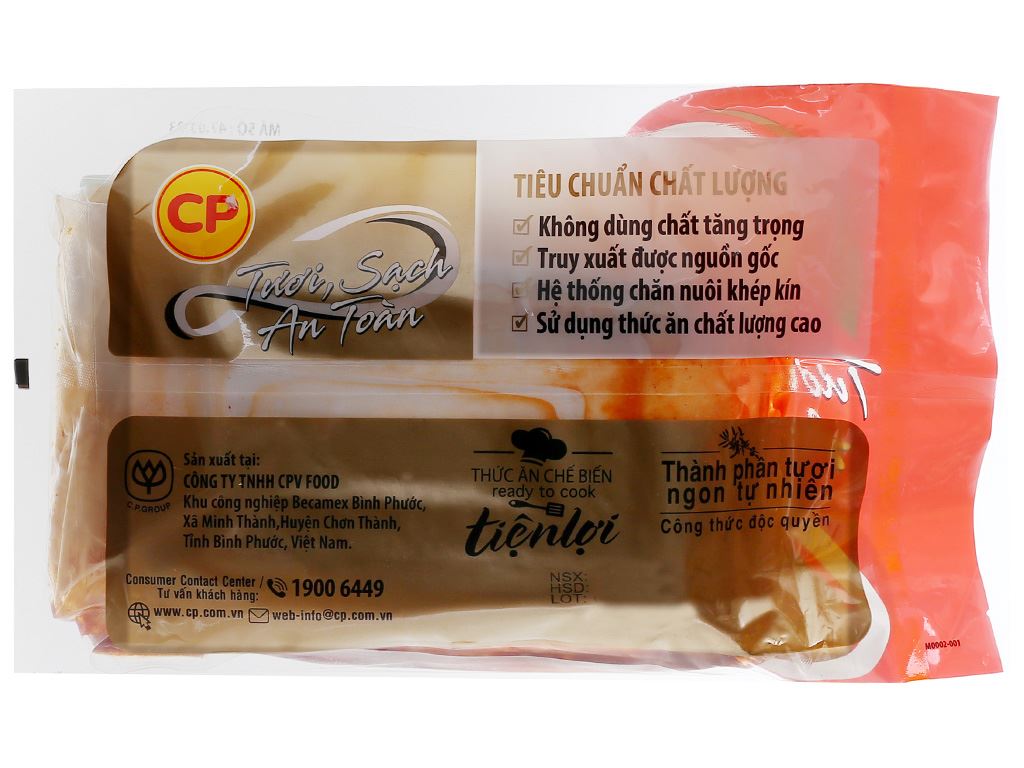 CP
Tươi, Sạch
An Toàn
TIÊU CHUẨN CHẤT LƯỢNG
Không dùng chất tăng trọng
Truy xuất được nguồn gốc
Hệ thống chăn nuôi khép kín
Sử dụng thức ăn chất lượng cao
C.P.GROUP
Sản xuất tại:
CÔNG TY TNHH CPV FOOD
Khu công nghiệp Becamex Bình Phước,
Xã Minh Thành,Huyện Chơn Thành,
Tỉnh Bình Phước, Việt Nam.
Consumer Contact Center /
Tư vấn khách hàng:
1900 6449
www.cp.com.vn
web-info@cp.com.vn
THỨC ĂN CHẾ BIẾN
ready to cook
tiện lợi
Thành phần tươi
ngon tự nhiên
Công thức độc quyền
NSX:
HSD:
LOT:
M0002-001